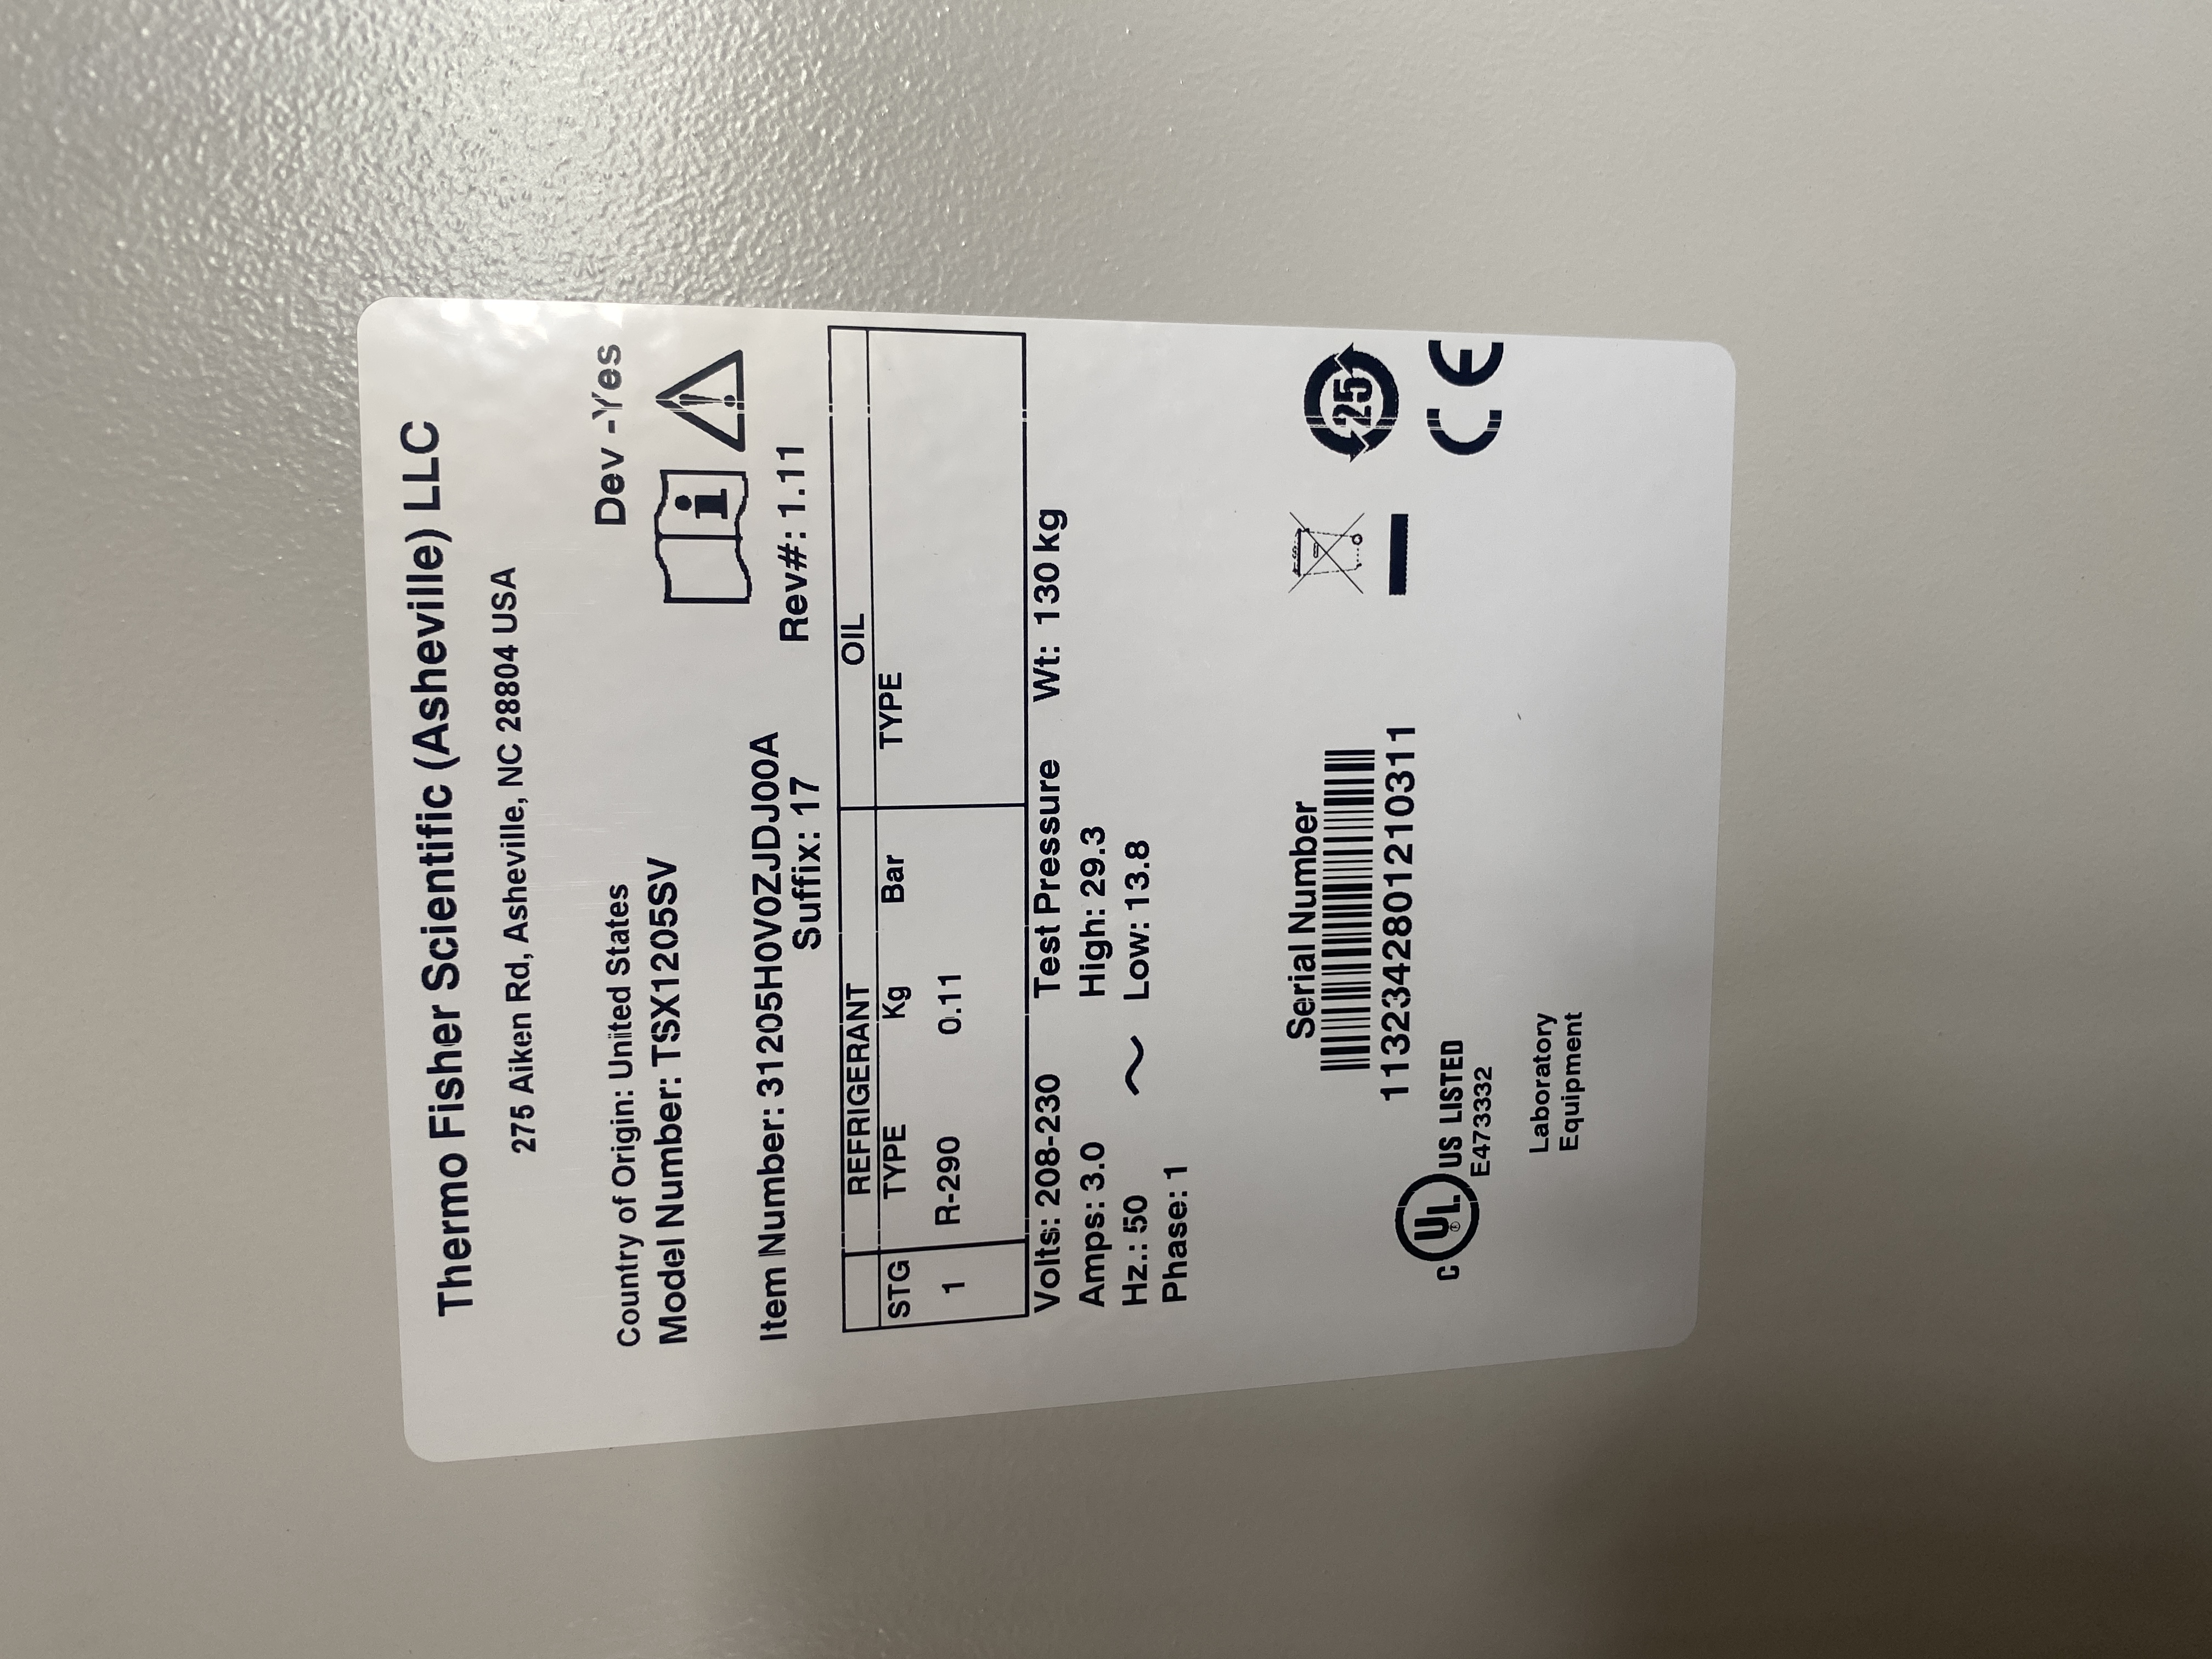 Thermo Fisher Scientific (Asheville) LLC
275 Aiken Rd, Asheville, NC 28804 USA
Dev -Yes
Country of Origin: United States
Model Number: TSX1205SV
Item Number: 31205H0V0ZJDJ00A Rev#: 1.11
Suffix: 17
REFRIGERANT OIL
STG TYPE Kg Bar TYPE
1 R-290 0.11
Volts: 208-230 Test Pressure Wt: 130 kg
Amps: 3.0 High: 29.3
Hz.: 50 ~ Low: 13.8
Phase: 1
Serial Number
1132342801210311
25
C UL US LISTED
E473332
CE
Laboratory
Equipment